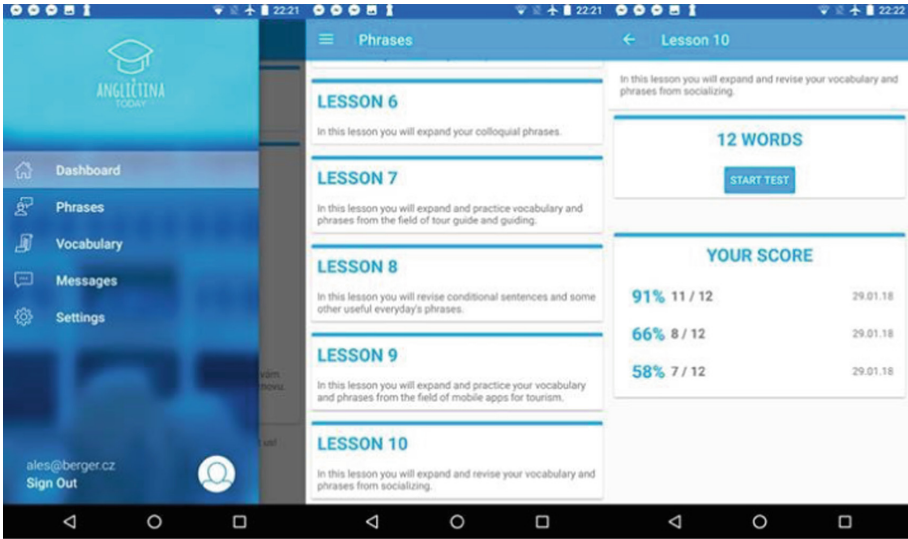 22:21
ANGLIČTINA
TODAY
Dashboard
Phrases
Vocabulary
Messages
Settings
vám
ales@berger.cz
Sign Out
22:21
Phrases
LESSON 6
In this lesson you will expand your colloquial phrases.
LESSON 7
In this lesson you will expand and practice vocabulary and
phrases from the field of tour guide and guiding.
LESSON 8
In this lesson you will revise conditional sentences and some
other useful everyday's phrases.
LESSON 9
In this lesson you will expand and practice your vocabulary
and phrases from the field of mobile apps for tourism.
LESSON 10
In this lesson you will expand and revise your vocabulary and
phrases from socializing.
22:22
Lesson 10
In this lesson you will expand and revise your vocabulary and
phrases from socializing.
12 WORDS
START TEST
YOUR SCORE
91% 11 / 12 29.01.18
66% 8 / 12 29.01.18
58% 7 / 12 29.01.18